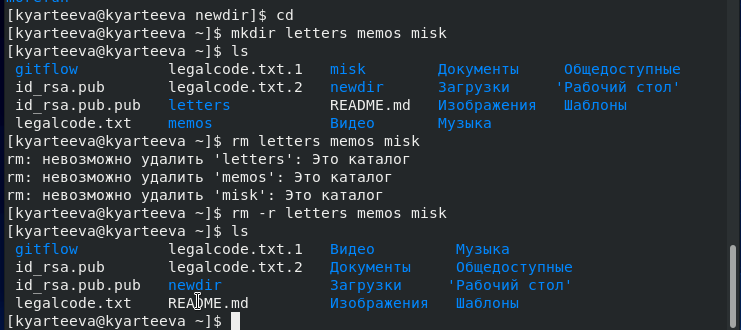 [kyarteeva@kyarteeva newdir]$ cd
[kyarteeva@kyarteeva ~]$ mkdir letters memos misk
[kyarteeva@kyarteeva ~]$ ls
gitflow legalcode.txt.1 misk Документы Общедоступные
id_rsa.pub legalcode.txt.2 newdir Загрузки 'Рабочий стол'
id_rsa.pub.pub letters README.md Изображения Шаблоны
legalcode.txt memos Видео Музыка
[kyarteeva@kyarteeva ~]$ rm letters memos misk
rm: невозможно удалить 'letters': Это каталог
rm: невозможно удалить 'memos': Это каталог
rm: невозможно удалить 'misk': Это каталог
[kyarteeva@kyarteeva ~]$ rm -r letters memos misk
[kyarteeva@kyarteeva ~]$ ls
gitflow legalcode.txt.1 Видео Музыка
id_rsa.pub legalcode.txt.2 Документы Общедоступные
id_rsa.pub.pub newdir Загрузки 'Рабочий стол'
legalcode.txt README.md Изображения Шаблоны
[kyarteeva@kyarteeva ~]$